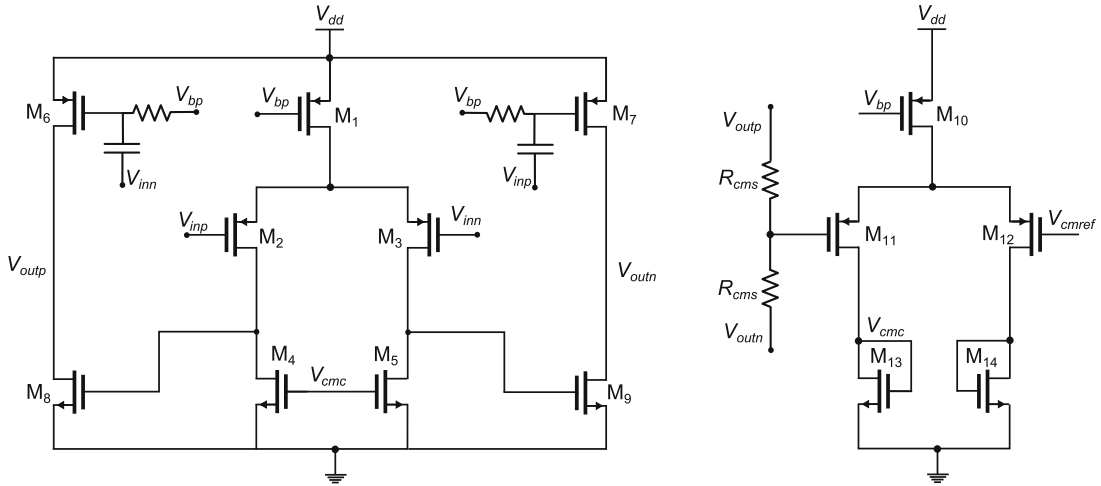 V_dd
V_dd
M_6
V_bp
V_bp
M_1
V_bp
M_7
V_bp
M_10
V_outp
V_inn
V_inp
R_cms
V_inp
M_2
M_3
V_inn
M_11
M_12
V_cmref
V_outp
V_outn
R_cms
V_outn
V_cmc
M_4
M_5
M_13
M_14
V_cmc
M_8
M_9